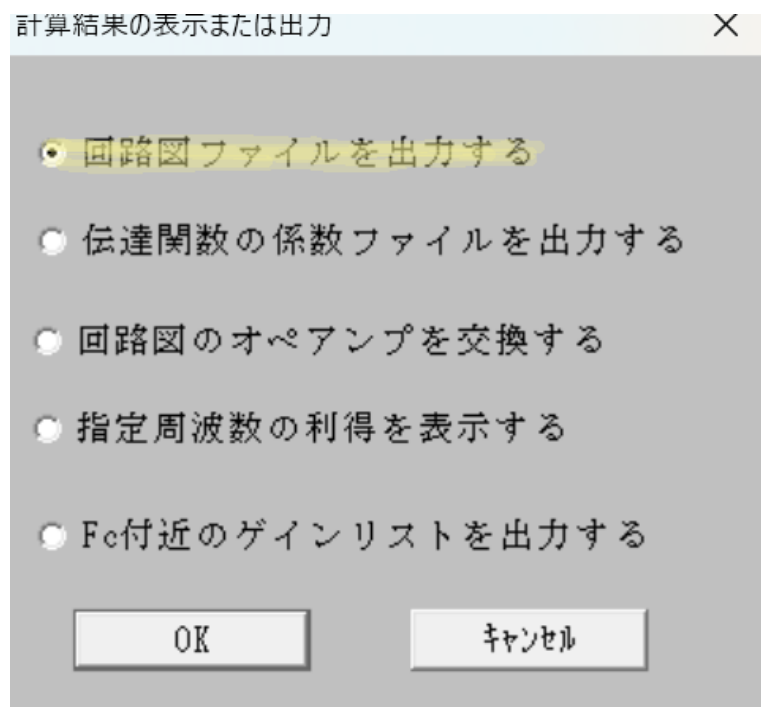 計算結果の表示または出力
回路図ファイルを出力する
伝達関数の係数ファイルを出力する
回路図のオペアンプを交換する
指定周波数の利得を表示する
Fc付近のゲインリストを出力する
OK
ｷｬﾝｾﾙ